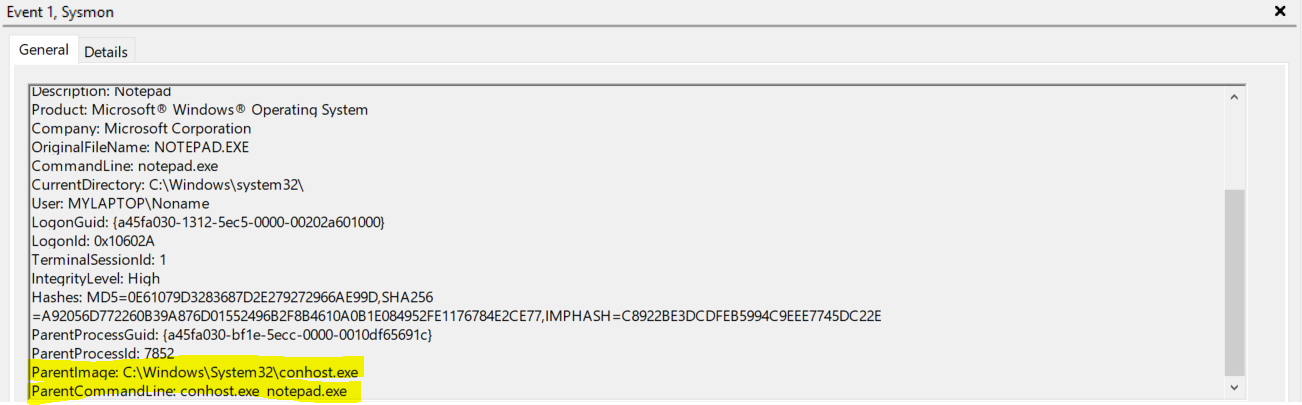 Event 1, Sysmon
General
Details
Description: Notepad
Product: Microsoft® Windows® Operating System
Company: Microsoft Corporation
OriginalFileName: NOTEPAD.EXE
CommandLine: notepad.exe
CurrentDirectory: C:\Windows\system32\
User: MYLAPTOP\Noname
LogonGuid: {a45fa030-1312-5ec5-0000-00202a601000}
LogonId: 0x10602A
TerminalSessionId: 1
IntegrityLevel: High
Hashes: MD5=0E61079D3283687D2E279272966AE99D,SHA256
=A92056D772260B39A876D01552496B2F8B4610A0B1E084952FE1176784E2CE77,IMPHASH=C8922BE3DCDFEB5994C9EEE7745DC22E
ParentProcessGuid: {a45fa030-bf1e-5ecc-0000-0010df65691c}
ParentProcessId: 7852
ParentImage: C:\Windows\System32\conhost.exe
ParentCommandLine: conhost.exe  notepad.exe